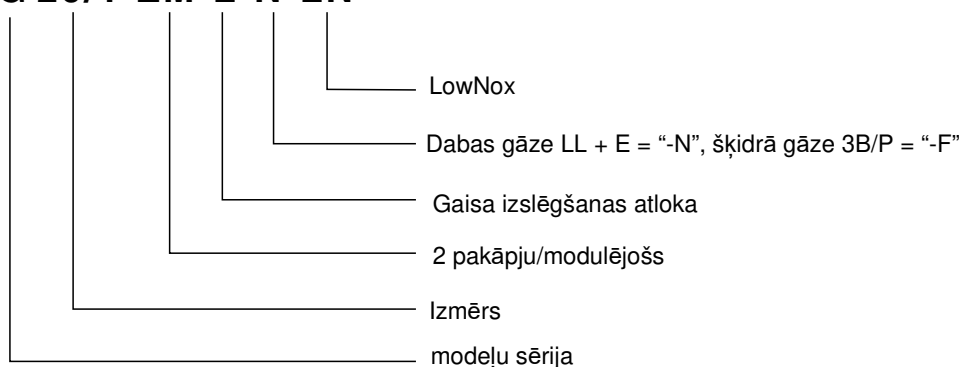 LowNox
Dabas gāze LL + E = “-N”, šķidrā gāze 3B/P = “-F”
Gaisa izslēgšanas atloka
2 pakāpju/modulējošs
Izmērs
modeļu sērija